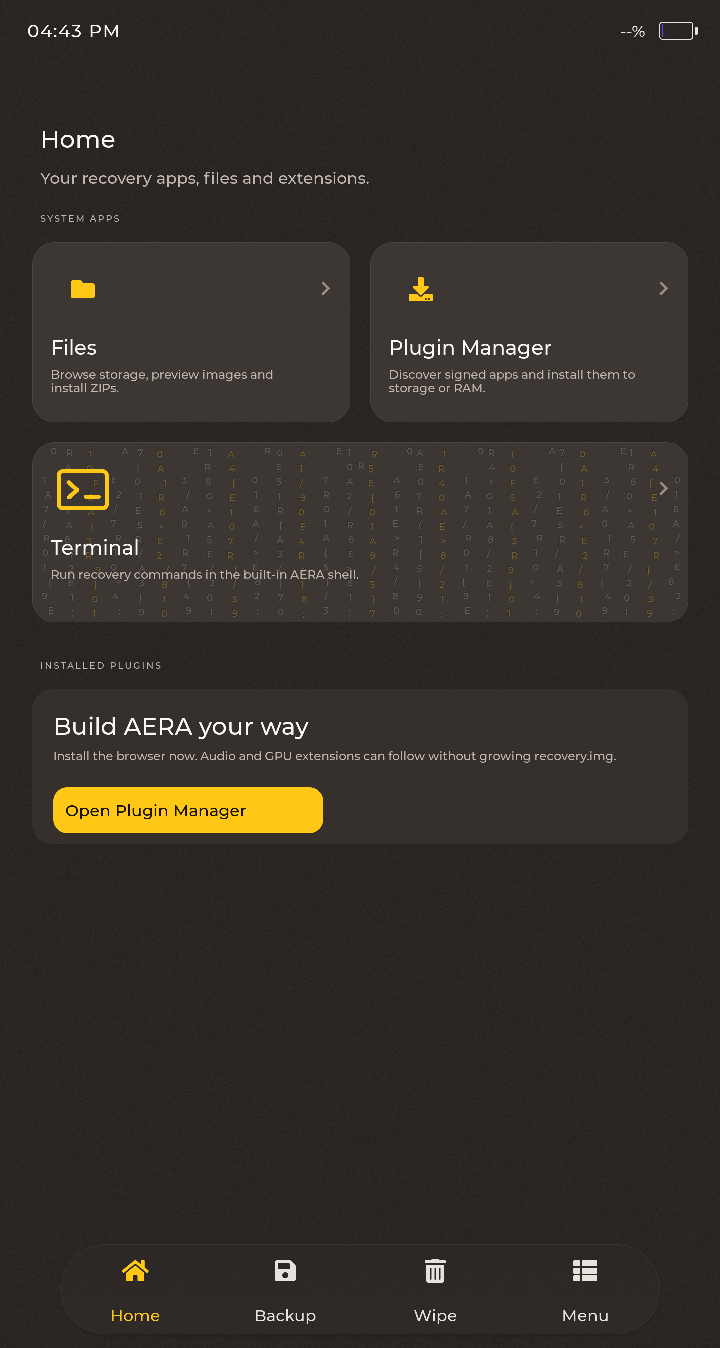 04:43 PM
--%
Home
Your recovery apps, files and extensions.
SYSTEM APPS
Files
Browse storage, preview images and
install ZIPs.
Plugin Manager
Discover signed apps and install them to
storage or RAM.
Terminal
Run recovery commands in the built-in AERA shell.
INSTALLED PLUGINS
Build AERA your way
Install the browser now. Audio and GPU extensions can follow without growing recovery.img.
Open Plugin Manager
Home
Backup
Wipe
Menu